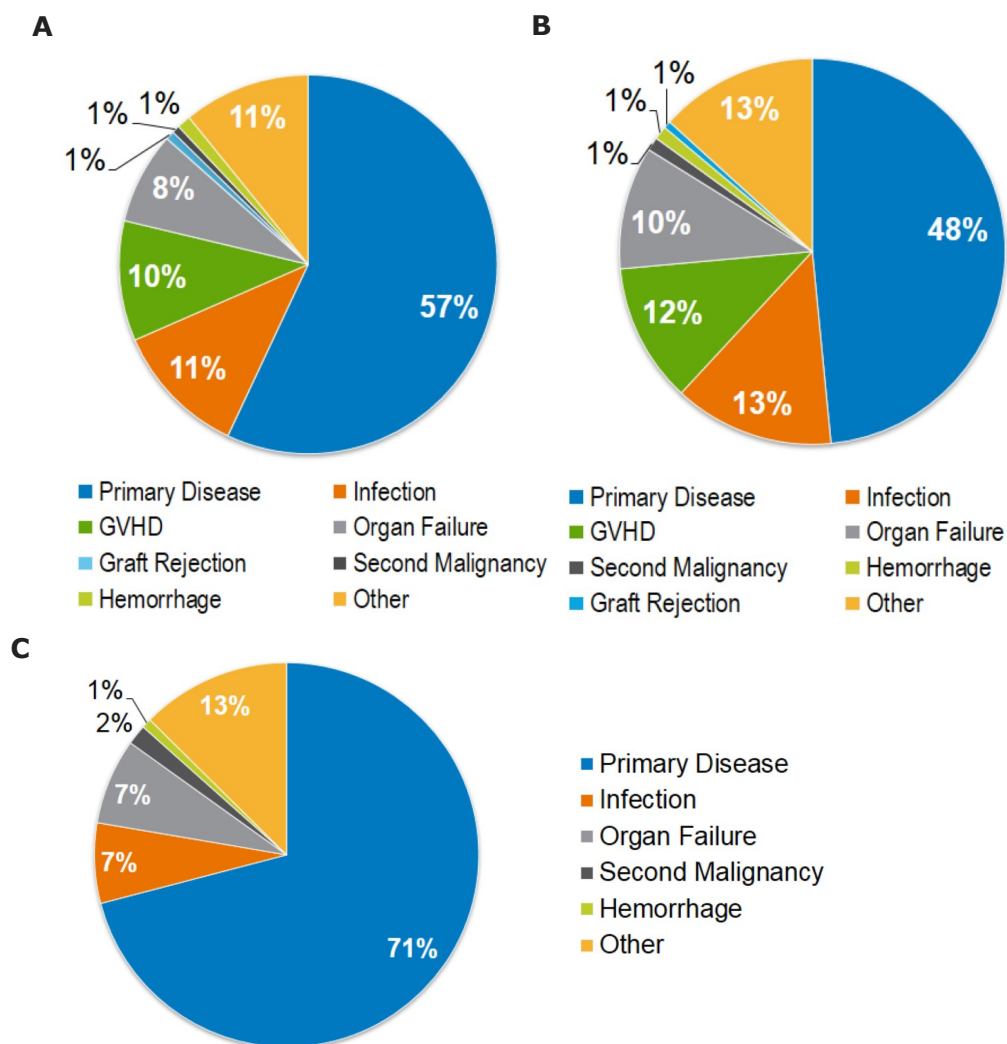 A
B
1%
1%
1%
11%
8%
10%
11%
57%
1%
1%
1%
13%
10%
12%
13%
48%
Primary Disease
Infection
GVHD
Organ Failure
Graft Rejection
Second Malignancy
Hemorrhage
Other
Primary Disease
Infection
GVHD
Organ Failure
Second Malignancy
Hemorrhage
Graft Rejection
Other
C
1%
2%
13%
7%
7%
71%
Primary Disease
Infection
Organ Failure
Second Malignancy
Hemorrhage
Other